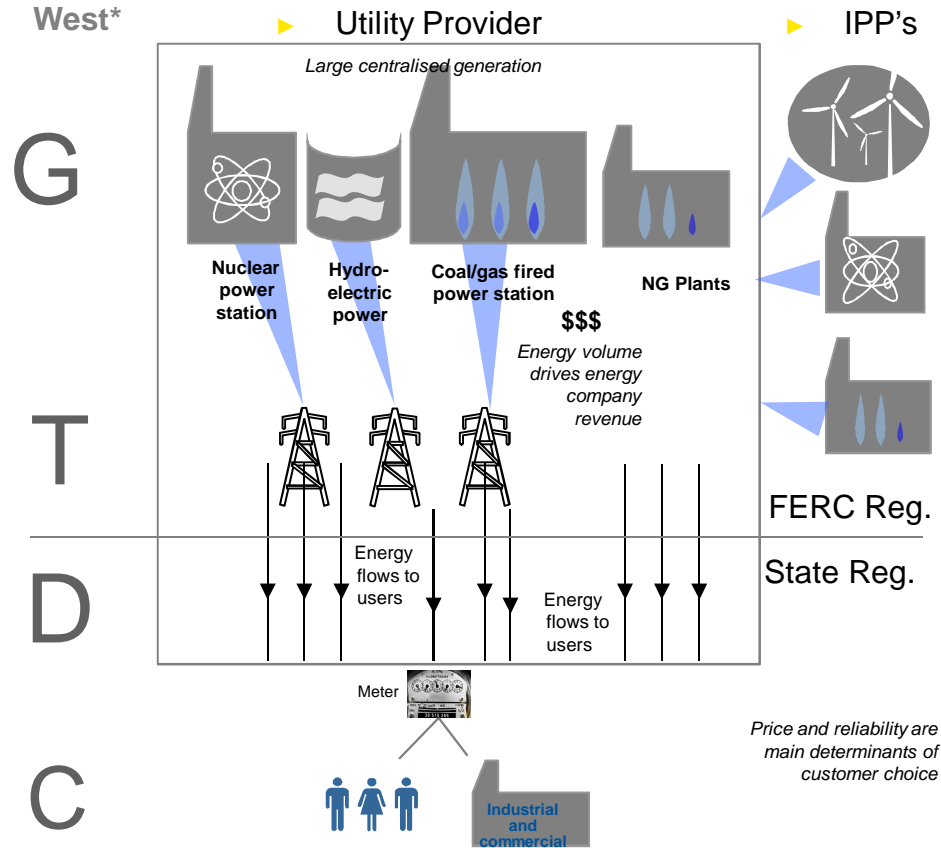 West*
Utility Provider
IPP's
Large centralised generation
G
Nuclear
power
station
Hydro-
electric
power
Coal/gas fired
power station
NG Plants
$$$
Energy volume
drives energy
company
revenue
T
FERC Reg.
State Reg.
D
Energy
flows to
users
Energy
flows to
users
Meter
Price and reliability are
main determinants of
customer choice
C
Industrial
and
commercial